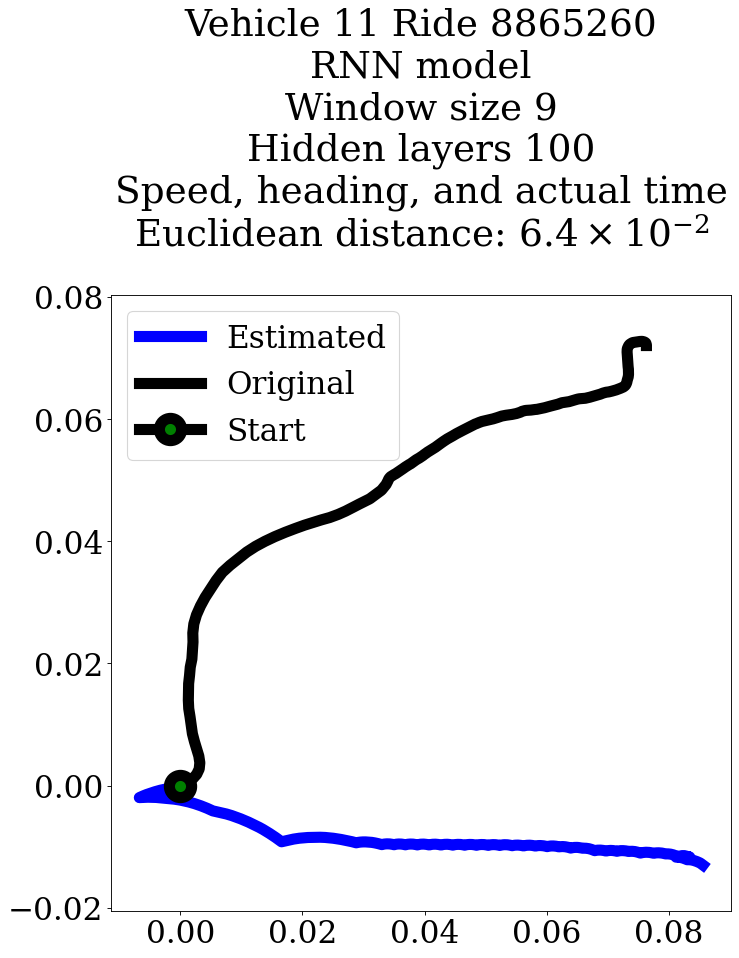 Vehicle 11 Ride 8865260
RNN model
Window size 9
Hidden layers 100
Speed, heading, and actual time
Euclidean distance: 6.4 × 10⁻²
0.08
0.06
0.04
0.02
0.00
−0.02
Estimated
Original
Start
0.00 0.02 0.04 0.06 0.08